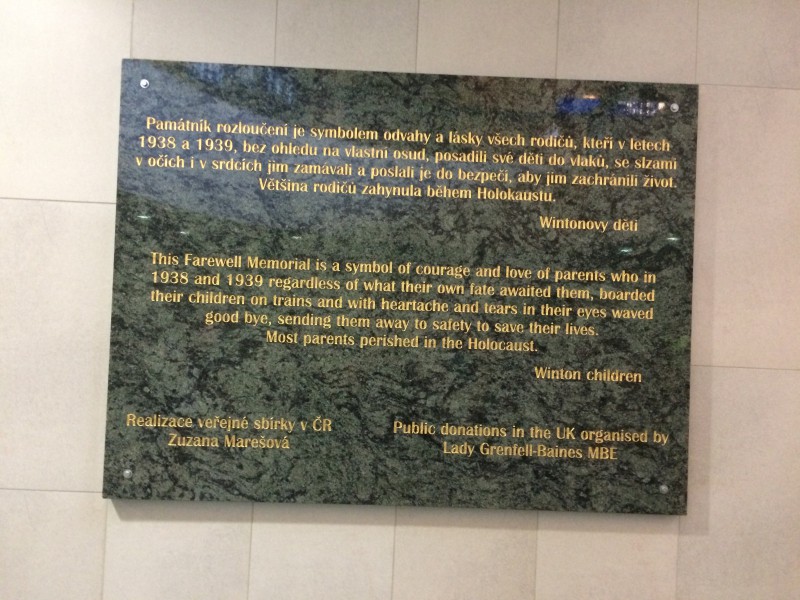 Památník rozloučení je symbolem odvahy a lásky všech rodičů, kteří v letech
1938 a 1939, bez ohledu na vlastní osud, posadili své děti do vlaků, se slzami
v očích i v srdcích jim zamávali a poslali je do bezpečí, aby jim zachránili život.
Většina rodičů zahynula během Holokaustu.
Wintonovy děti
This Farewell Memorial is a symbol of courage and love of parents who in
1938 and 1939 regardless of what their own fate awaited them, boarded
their children on trains and with heartache and tears in their eyes waved
good bye, sending them away to safety to save their lives.
Most parents perished in the Holocaust.
Winton children
Realizace veřejné sbírky v ČR
Zuzana Marešová
Public donations in the UK organised by
Lady Grenfell-Baines MBE